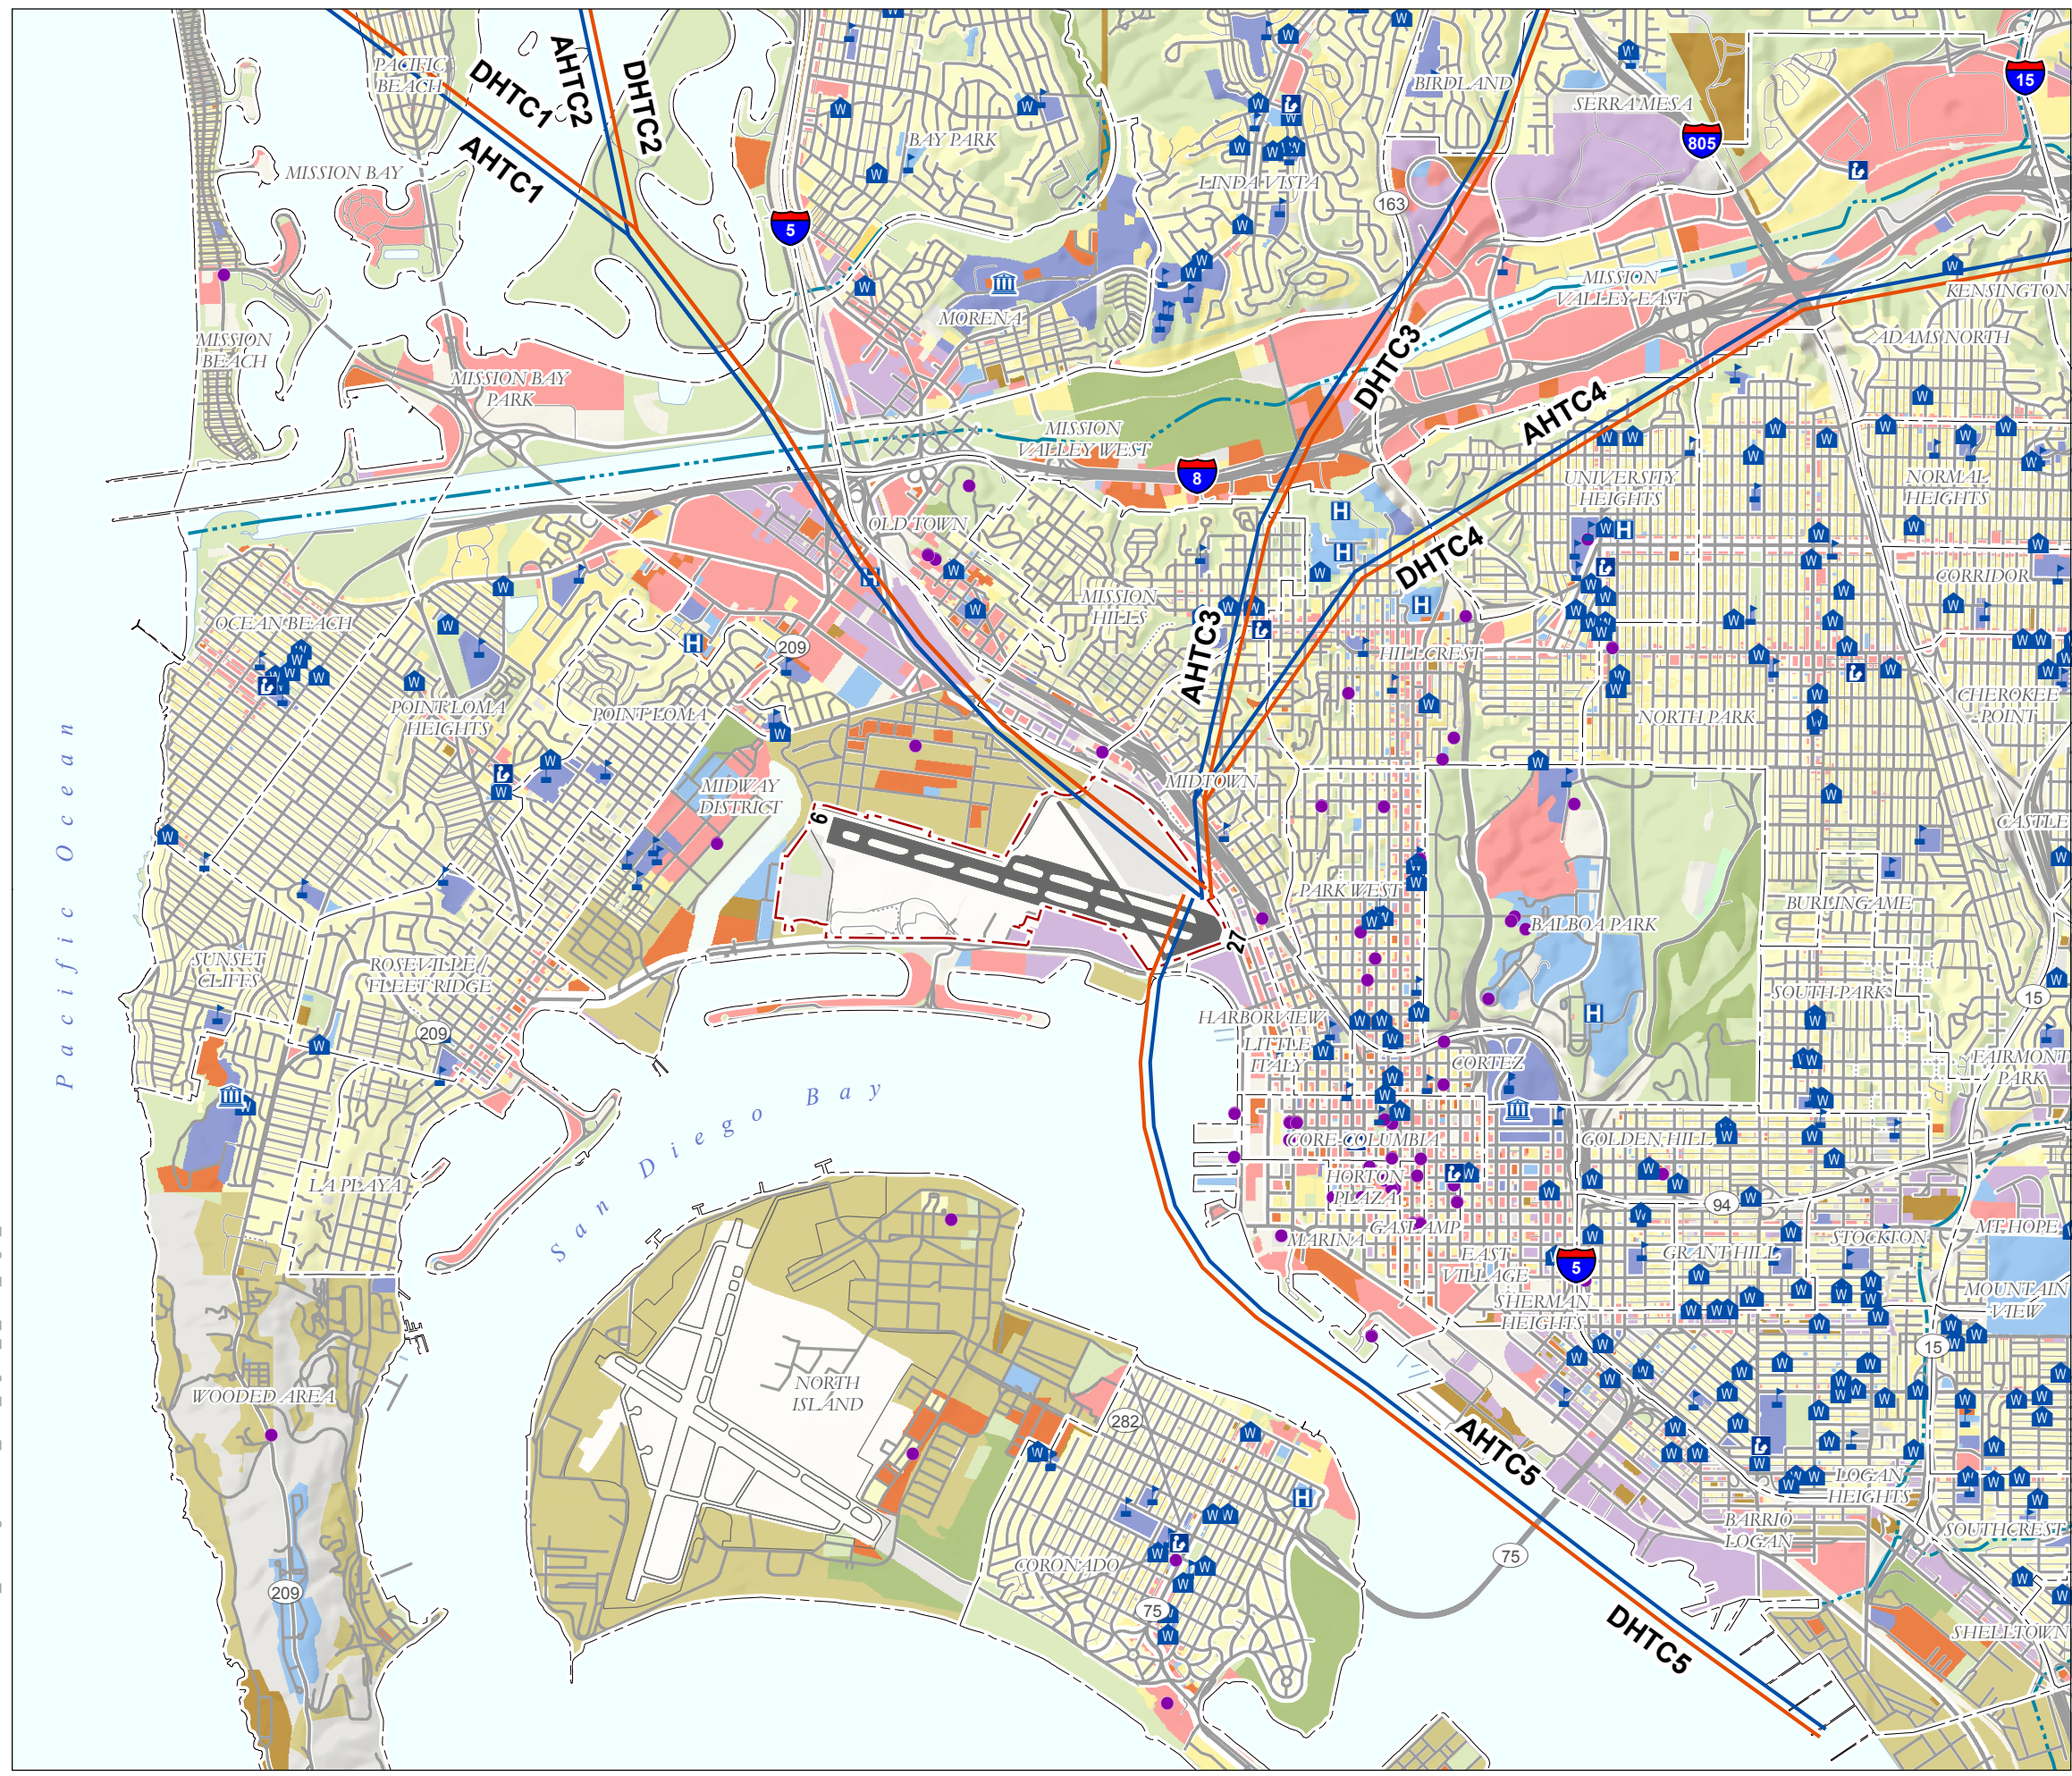 PACIFIC
BEACH
DHTC1
AHTC2
DHTC2
AHTC1
MISSION BAY
5
BAY PARK
LINDA VISTA
BIRDLAND
SERRA MESA
805
15
163
MISSION
BEACH
MISSION BAY
PARK
MORENA
MISSION
VALLEY EAST
KENSINGTON
ADAMS NORTH
DHTC3
AHTC4
MISSION
VALLEY WEST
8
OLD TOWN
UNIVERSITY
HEIGHTS
NORMAL
HEIGHTS
DHTC4
CORRIDOR
OCEAN BEACH
MISSION
HILLS
AHTC3
HILLCREST
209
POINT LOMA
HEIGHTS
POINT LOMA
NORTH PARK
CHEROKEE
POINT
MIDWAY
DISTRICT
MIDTOWN
9
27
CASTLE
PARK WEST
BALBOA PARK
BURLINGAME
Pacific Ocean
SUNSET
CLIFFS
ROSEVILLE /
FLEET RIDGE
209
SOUTH PARK
15
HARBORVIEW
LITTLE
ITALY
CORTEZ
FAIRMONT
PARK
San Diego Bay
CORE-COLUMBIA
GOLDEN HILL
LA PLAYA
HORTON
PLAZA
94
GASLAMP
MARINA
EAST
VILLAGE
5
GRANT HILL
STOCKTON
MT HOPE
MOUNTAIN
VIEW
SHERMAN
HEIGHTS
15
WOODED AREA
NORTH
ISLAND
282
AHTC5
LOGAN
HEIGHTS
BARRIO
LOGAN
SOUTHCREST
CORONADO
75
75
209
DHTC5
SHELLTOWN